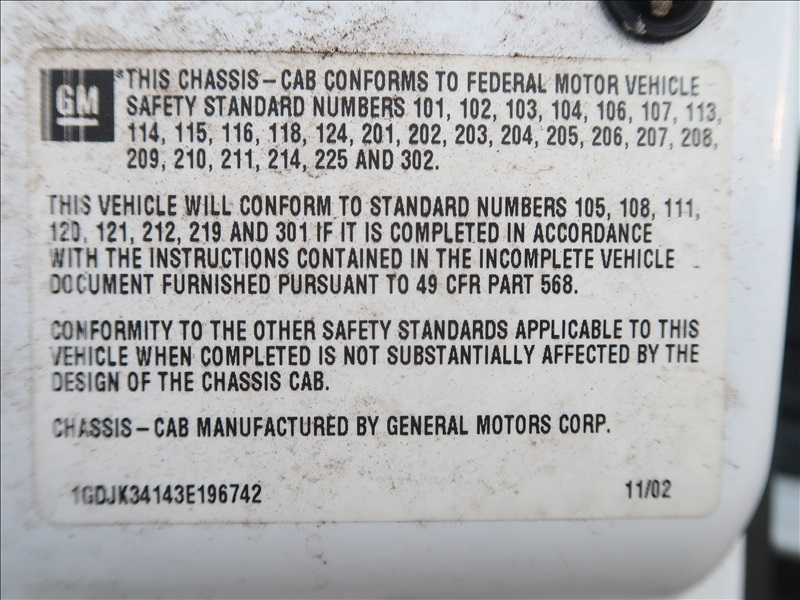 GM
*THIS CHASSIS-CAB CONFORMS TO FEDERAL MOTOR VEHICLE
SAFETY STANDARD NUMBERS 101, 102, 103, 104, 106, 107, 113,
114, 115, 116, 118, 124, 201, 202, 203, 204, 205, 206, 207, 208,
209, 210, 211, 214, 225 AND 302.
THIS VEHICLE WILL CONFORM TO STANDARD NUMBERS 105, 108, 111,
120, 121, 212, 219 AND 301 IF IT IS COMPLETED IN ACCORDANCE
WITH THE INSTRUCTIONS CONTAINED IN THE INCOMPLETE VEHICLE
DOCUMENT FURNISHED PURSUANT TO 49 CFR PART 568.
CONFORMITY TO THE OTHER SAFETY STANDARDS APPLICABLE TO THIS
VEHICLE WHEN COMPLETED IS NOT SUBSTANTIALLY AFFECTED BY THE
DESIGN OF THE CHASSIS CAB.
CHASSIS-CAB MANUFACTURED BY GENERAL MOTORS CORP.
1GDJK34143E196742 11/02